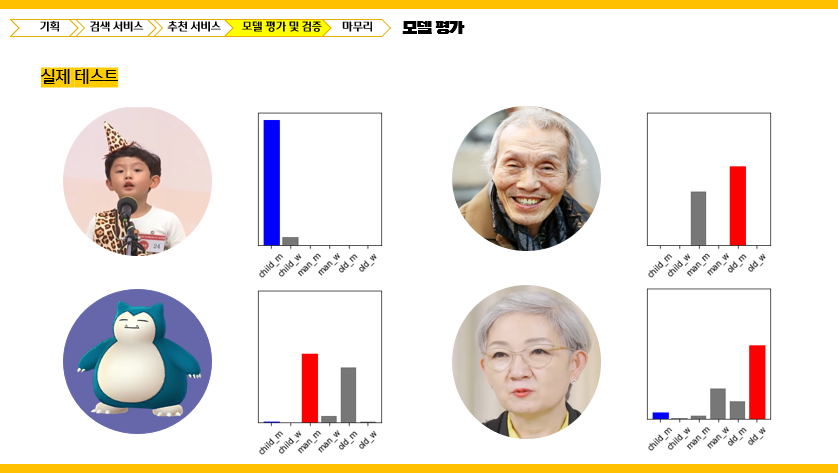 기획
검색 서비스
추천 서비스
모델 평가 및 검증
마무리
모델 평가
실제 테스트
24
child_m
child_w
man_m
man_w
old_m
old_w
child_m
child_w
man_m
man_w
old_m
old_w
child_m
child_w
man_m
man_w
old_m
old_w
child_m
child_w
man_m
man_w
old_m
old_w